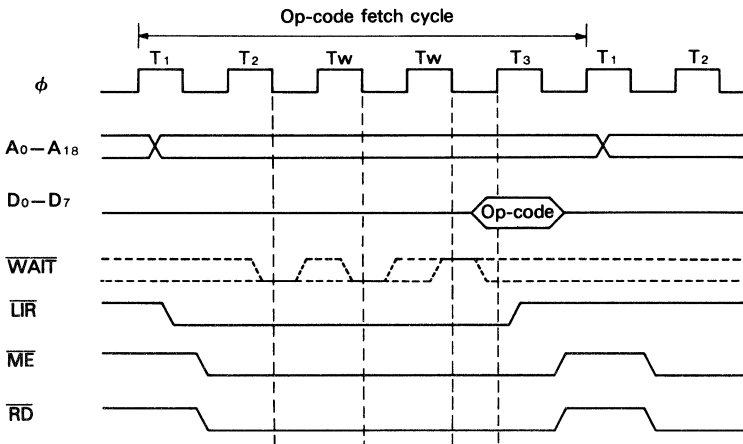 Op-code fetch cycle
T1 T2 Tw Tw T3 T1 T2
ϕ
A0–A18
D0–D7
Op-code
WAIT
LIR
ME
RD